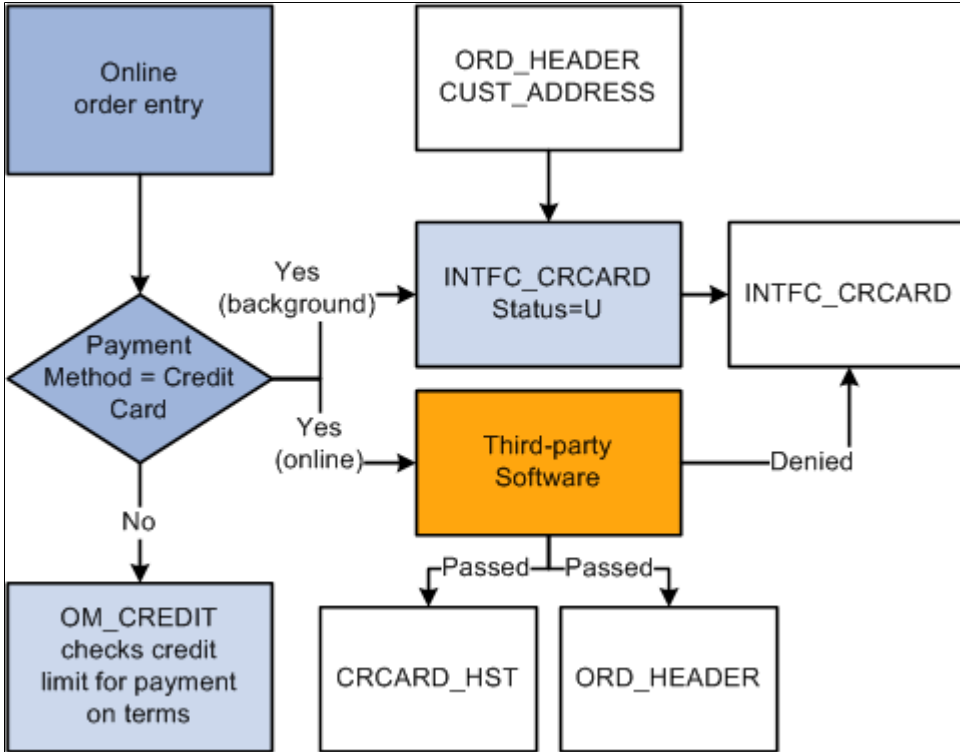 Online
order entry
ORD_HEADER
CUST_ADDRESS
Yes
(background)
INTFC_CRCARD
Status=U
INTFC_CRCARD
Payment
Method = Credit
Card
Yes
(online)
Third-party
Software
Denied
No
Passed
Passed
OM_CREDIT
checks credit
limit for payment
on terms
CRCARD_HST
ORD_HEADER